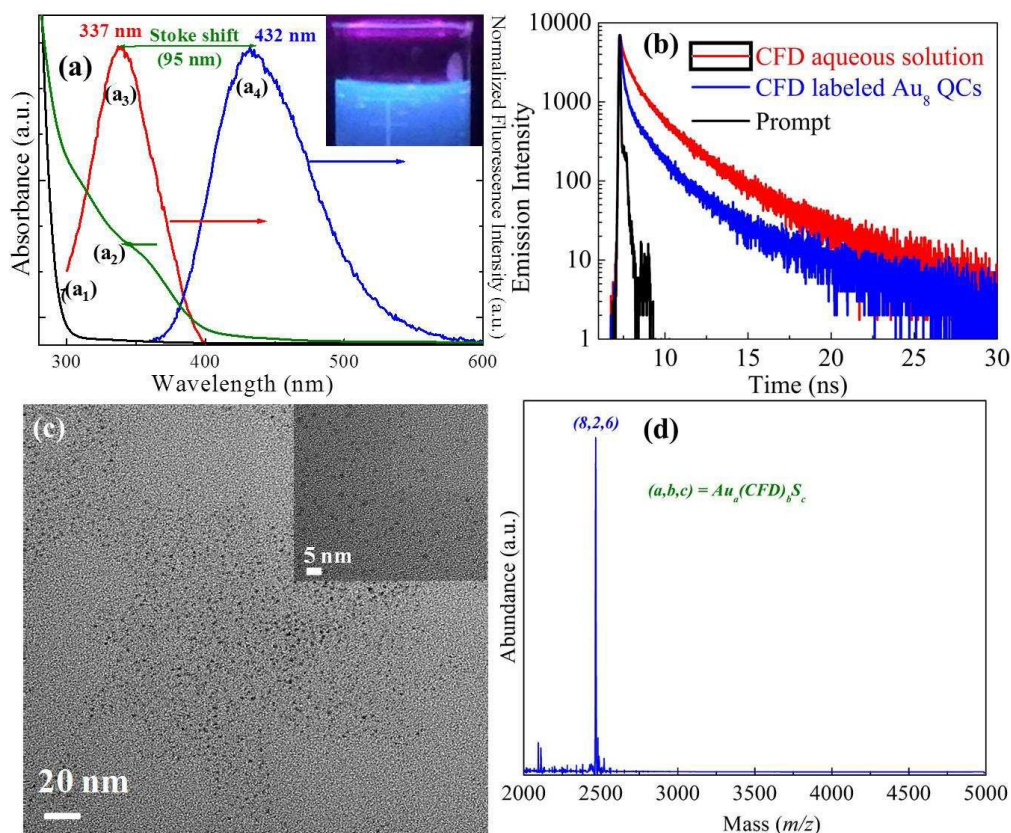 337 nm
Stoke shift
(95 nm)
432 nm
(a)
(a3)
(a4)
(a2)
(a1)
Absorbance (a.u.)
Normalized Fluorescence Intensity (a.u.)
300
400
500
600
Wavelength (nm)
(b)
CFD aqueous solution
CFD labeled Au8 QCs
Prompt
Emission Intensity
10000
1000
100
10
1
10
15
20
25
30
Time (ns)
(c)
5 nm
20 nm
(d)
(8,2,6)
(a,b,c) = Aua(CFD)bSc
Abundance (a.u.)
2000
2500
3000
3500
4000
4500
5000
Mass (m/z)